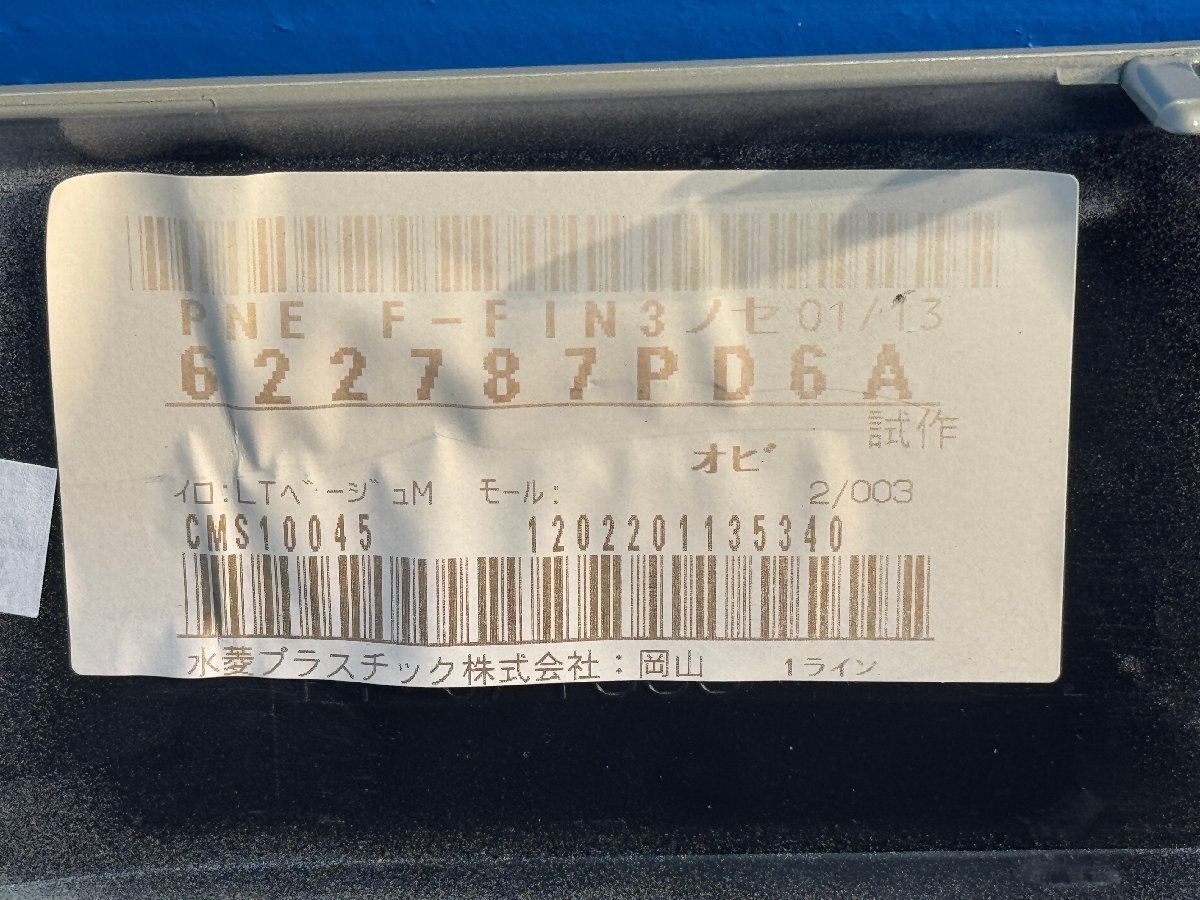 PNE F-FIN3ノセ 01/13
622787PD6A
試作
オビ
イロ:LTベージュM モール: 2/003
CMS10045 1202201135340
水菱プラスチック株式会社:岡山 1ライン